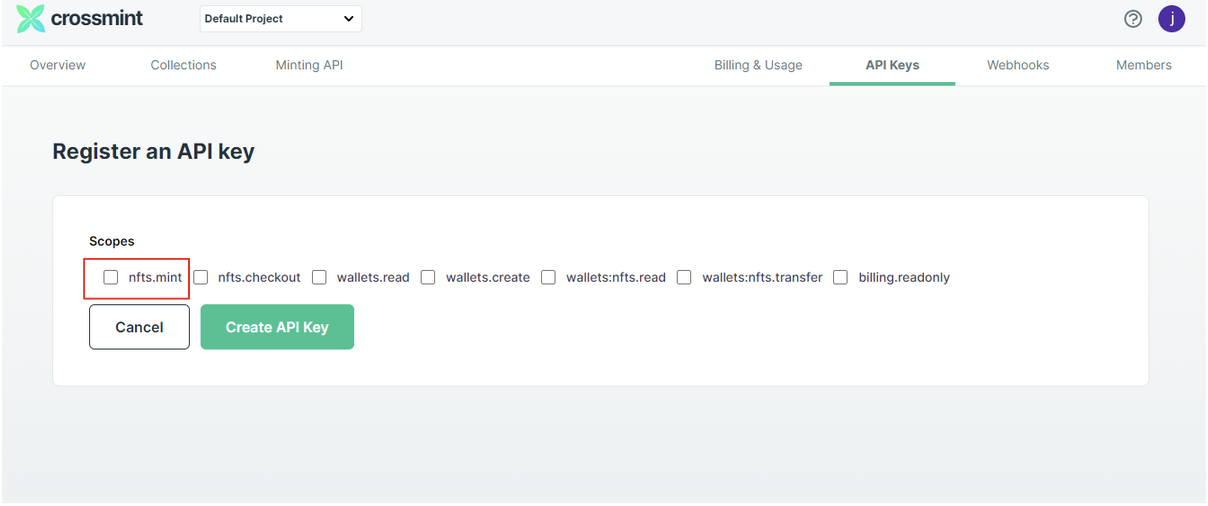 crossmint Default Project j
Overview Collections Minting API Billing & Usage API Keys Webhooks Members
Register an API key
Scopes
nfts.mint nfts.checkout wallets.read wallets.create wallets:nfts.read wallets:nfts.transfer billing.readonly
Cancel Create API Key